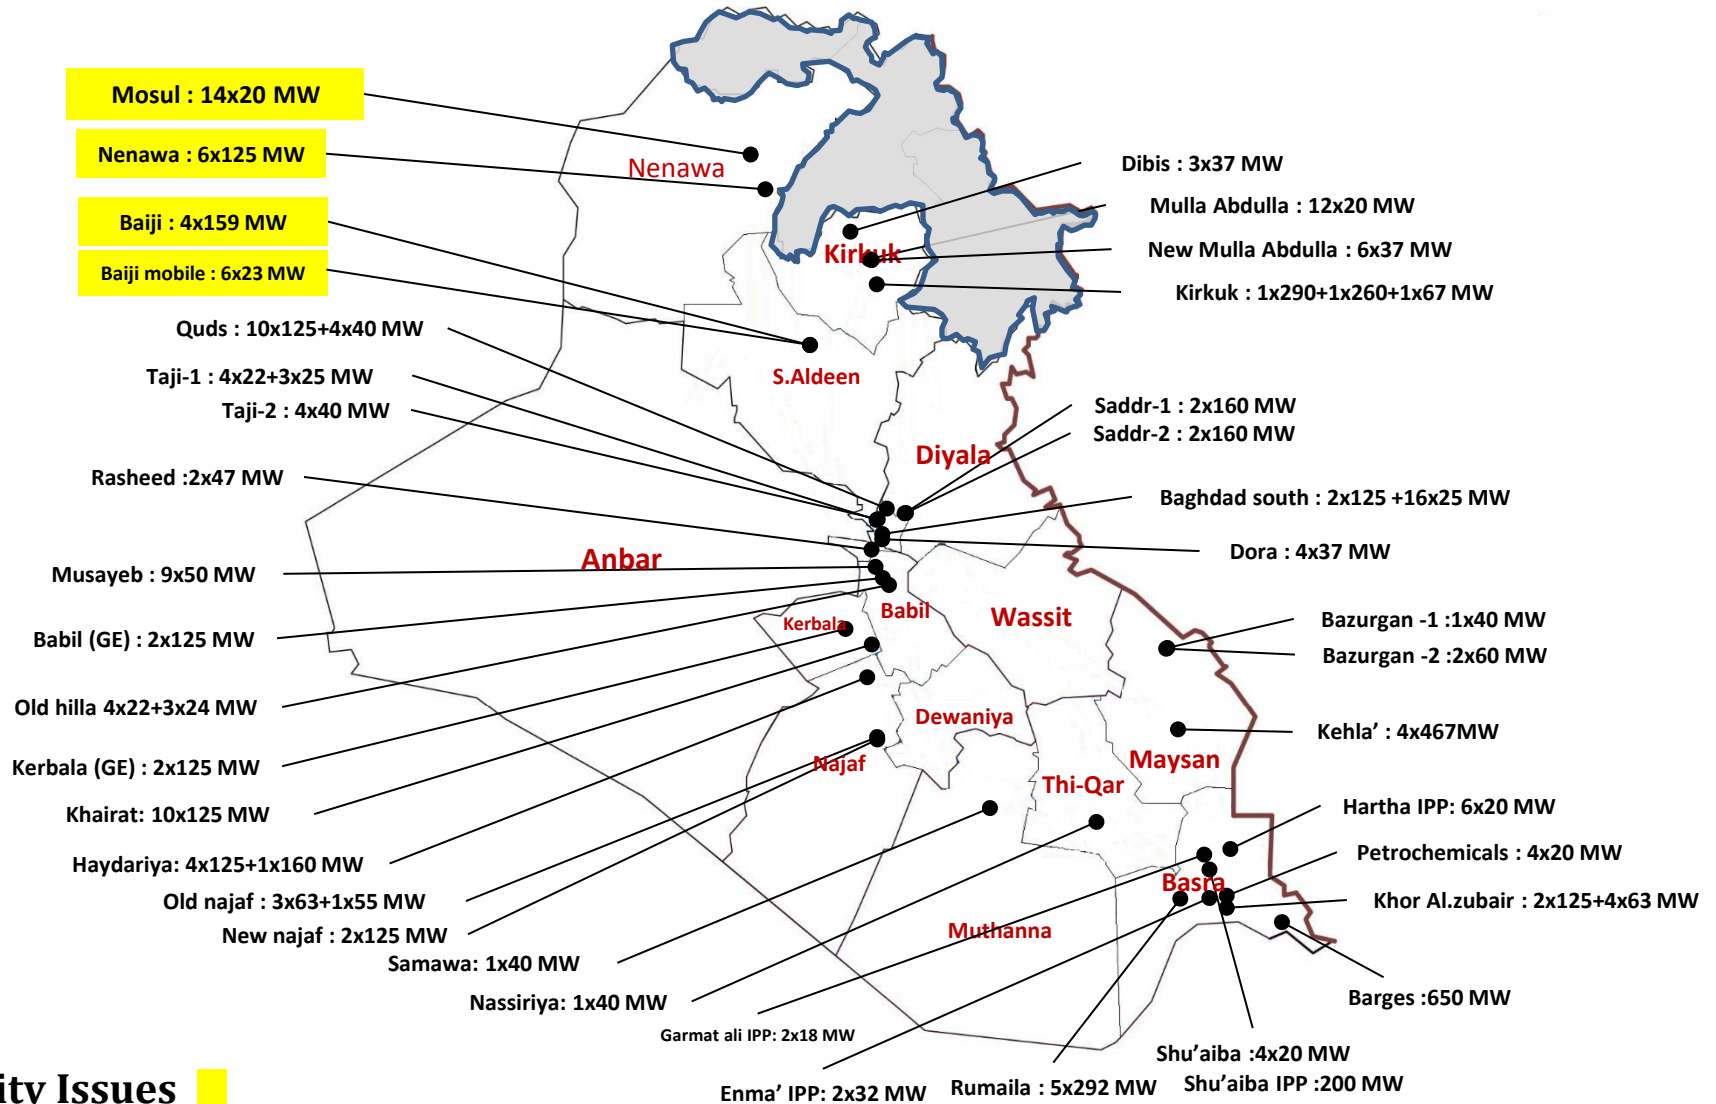 Mosul : 14x20 MW
Nenawa : 6x125 MW
Baiji : 4x159 MW
Baiji mobile : 6x23 MW
Quds : 10x125+4x40 MW
Taji-1 : 4x22+3x25 MW
Taji-2 : 4x40 MW
Rasheed :2x47 MW
Musayeb : 9x50 MW
Babil (GE) : 2x125 MW
Old hilla 4x22+3x24 MW
Kerbala (GE) : 2x125 MW
Khairat: 10x125 MW
Haydariya: 4x125+1x160 MW
Old najaf : 3x63+1x55 MW
New najaf : 2x125 MW
Samawa: 1x40 MW
Nassiriya: 1x40 MW
Garmat ali IPP: 2x18 MW
Enma’ IPP: 2x32 MW
Rumaila : 5x292 MW
Shu’aiba :4x20 MW
Shu’aiba IPP :200 MW
Barges :650 MW
Khor Al.zubair : 2x125+4x63 MW
Petrochemicals : 4x20 MW
Hartha IPP: 6x20 MW
Kehla’ : 4x467MW
Bazurgan -2 :2x60 MW
Bazurgan -1 :1x40 MW
Dora : 4x37 MW
Baghdad south : 2x125 +16x25 MW
Saddr-2 : 2x160 MW
Saddr-1 : 2x160 MW
Kirkuk : 1x290+1x260+1x67 MW
New Mulla Abdulla : 6x37 MW
Mulla Abdulla : 12x20 MW
Dibis : 3x37 MW
Nenawa
Kirkuk
S.Aldeen
Diyala
Anbar
Babil
Kerbala
Wassit
Dewaniya
Najaf
Maysan
Thi-Qar
Basra
Muthanna
ity Issues